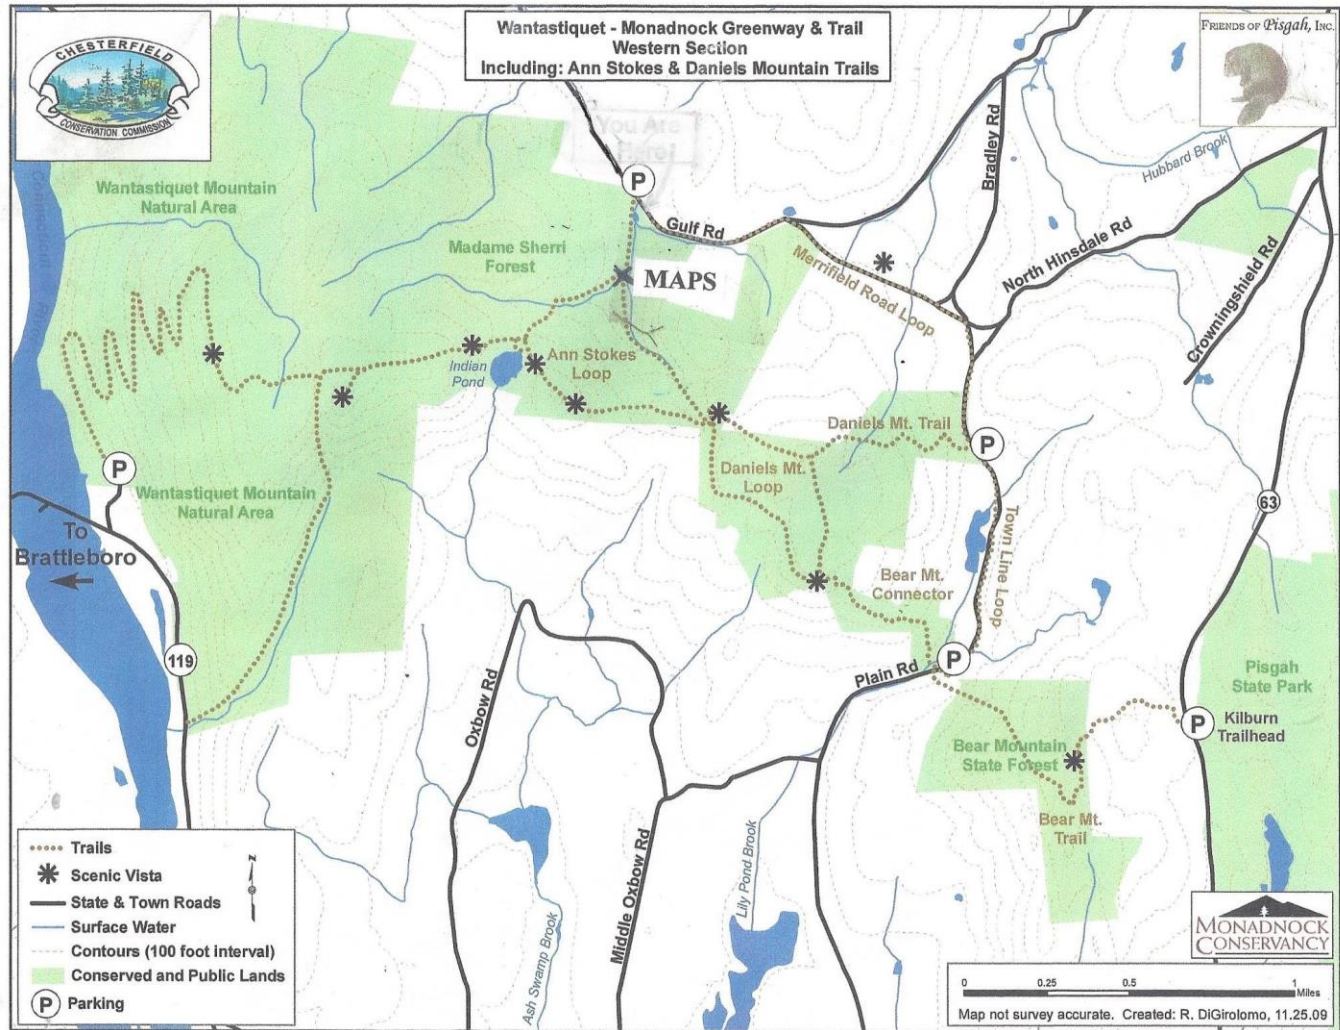 Wantastiquet - Monadnock Greenway & Trail
Western Section
Including: Ann Stokes & Daniels Mountain Trails
CHESTERFIELD
CONSERVATION COMMISSION
FRIENDS OF Pisgah, INC.
You Are
Here!
P
Bradley Rd
Hubbard Brook
Wantastiquet Mountain
Natural Area
Gulf Rd
Madame Sherri
Forest
MAPS
Merrifield Road Loop
North Hinsdale Rd
Crowningshield Rd
Indian
Pond
Ann Stokes
Loop
Daniels Mt. Trail
P
P
Daniels Mt.
Loop
Wantastiquet Mountain
Natural Area
63
To
Brattleboro
Town Line Loop
Bear Mt.
Connector
119
P
Plain Rd
Pisgah
State Park
Oxbow Rd
P
Kilburn
Trailhead
Bear Mountain
State Forest
Bear Mt.
Trail
Middle Oxbow Rd
Lily Pond Brook
Ash Swamp Brook
Trails
Scenic Vista
State & Town Roads
Surface Water
Contours (100 foot interval)
Conserved and Public Lands
P Parking
N
MONADNOCK
CONSERVANCY
0 0.25 0.5 1
Miles
Map not survey accurate. Created: R. DiGirolomo, 11.25.09